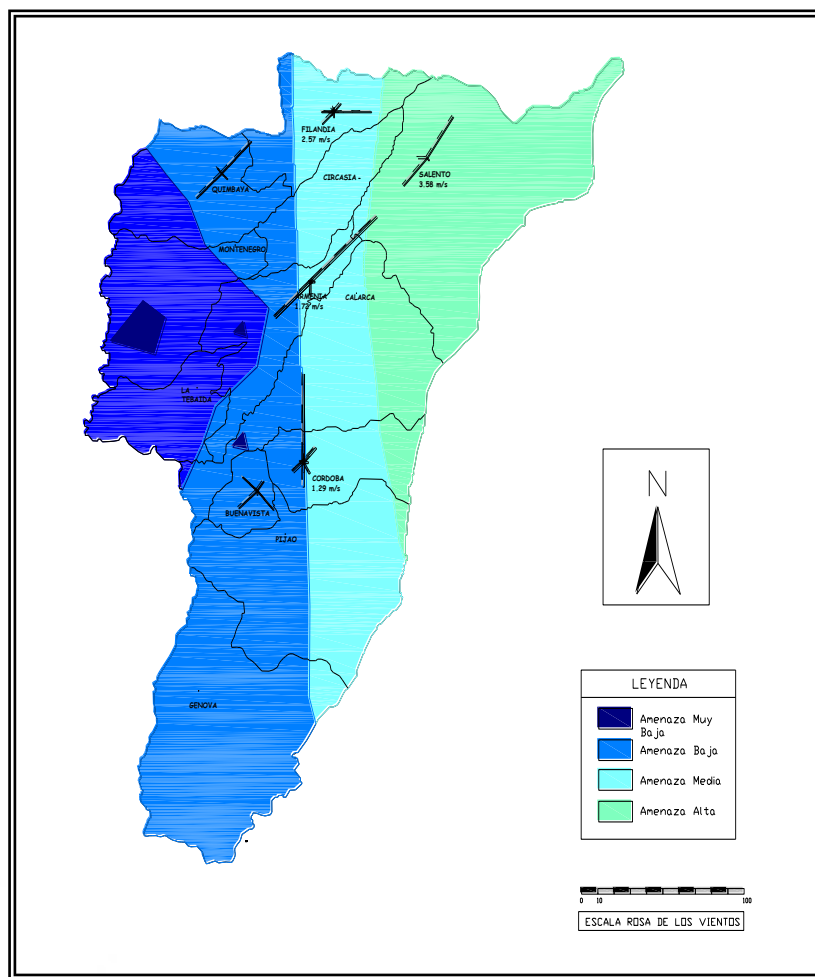 FILANDIA
2.57 m/s
SALENTO
3.58 m/s
CIRCASIA
QUIMBAYA
MONTENEGRO
ARMENIA
1.72 m/s
CALARCA
LA
TEBAIDA
CORDOBA
1.29 m/s
BUENAVISTA
PIJAO
GENOVA
N
LEYENDA
Amenaza Muy
Baja
Amenaza Baja
Amenaza Media
Amenaza Alta
0 10 100
ESCALA ROSA DE LOS VIENTOS